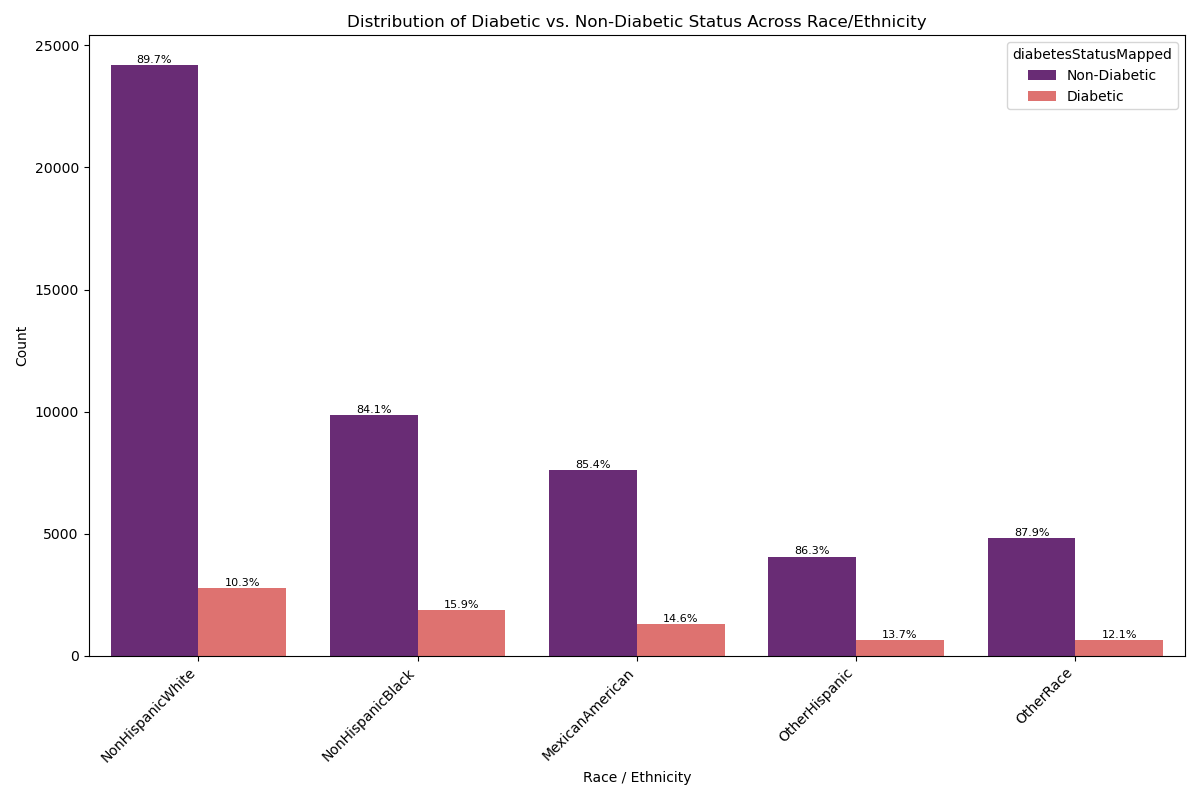 Distribution of Diabetic vs. Non-Diabetic Status Across Race/Ethnicity
diabetesStatusMapped
Non-Diabetic
Diabetic
Count
25000
20000
15000
10000
5000
0
89.7%
10.3%
84.1%
15.9%
85.4%
14.6%
86.3%
13.7%
87.9%
12.1%
NonHispanicWhite
NonHispanicBlack
MexicanAmerican
OtherHispanic
OtherRace
Race / Ethnicity